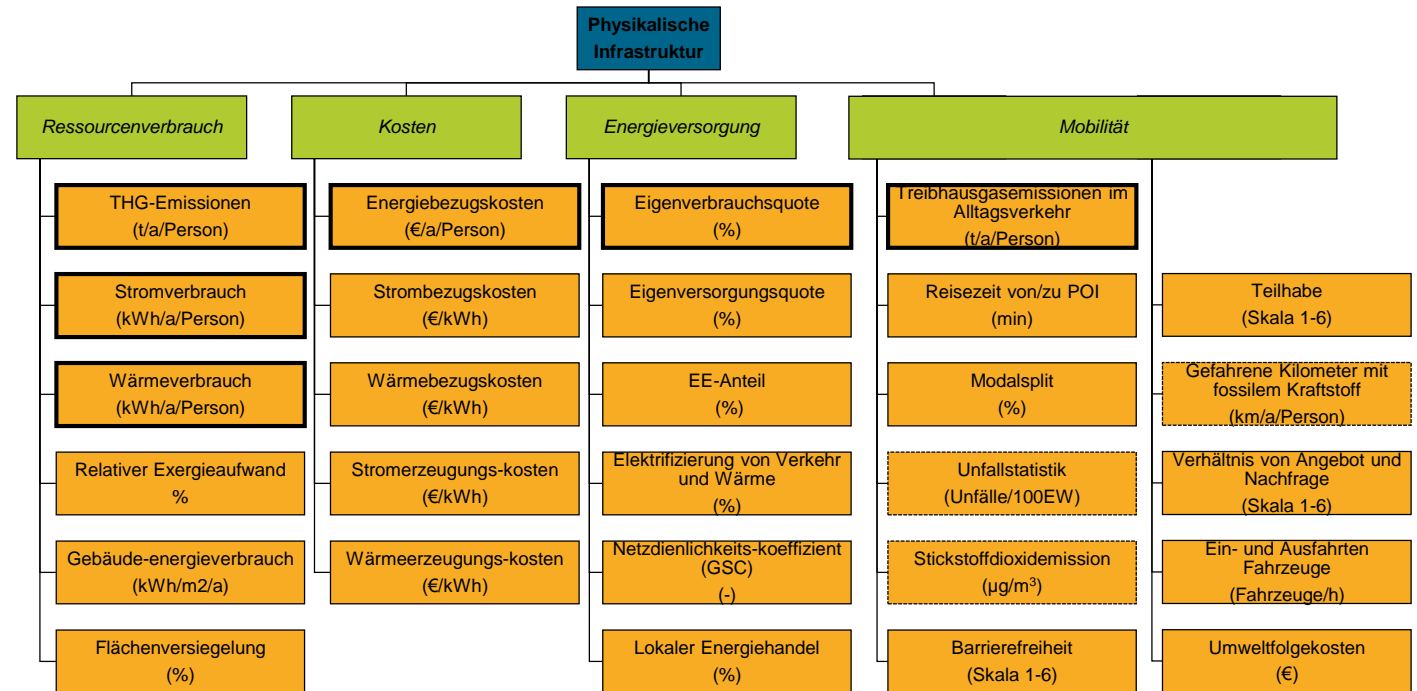 Physikalische
Infrastruktur
Ressourcenverbrauch
Kosten
Energieversorgung
Mobilität
THG-Emissionen
(t/a/Person)
Stromverbrauch
(kWh/a/Person)
Wärmeverbrauch
(kWh/a/Person)
Relativer Exergieaufwand
%
Gebäude-energieverbrauch
(kWh/m2/a)
Flächenversiegelung
(%)
Energiebezugskosten
(€/a/Person)
Strombezugskosten
(€/kWh)
Wärmebezugskosten
(€/kWh)
Stromerzeugungs-kosten
(€/kWh)
Wärmeerzeugungs-kosten
(€/kWh)
Eigenverbrauchsquote
(%)
Eigenversorgungsquote
(%)
EE-Anteil
(%)
Elektrifizierung von Verkehr
und Wärme
(%)
Netzdienlichkeits-koeffizient
(GSC)
(-)
Lokaler Energiehandel
(%)
Treibhausgasemissionen im
Alltagsverkehr
(t/a/Person)
Reisezeit von/zu POI
(min)
Modalsplit
(%)
Unfallstatistik
(Unfälle/100EW)
Stickstoffdioxidemission
(µg/m³)
Barrierefreiheit
(Skala 1-6)
Teilhabe
(Skala 1-6)
Gefahrene Kilometer mit
fossilem Kraftstoff
(km/a/Person)
Verhältnis von Angebot und
Nachfrage
(Skala 1-6)
Ein- und Ausfahrten
Fahrzeuge
(Fahrzeuge/h)
Umweltfolgekosten
(€)